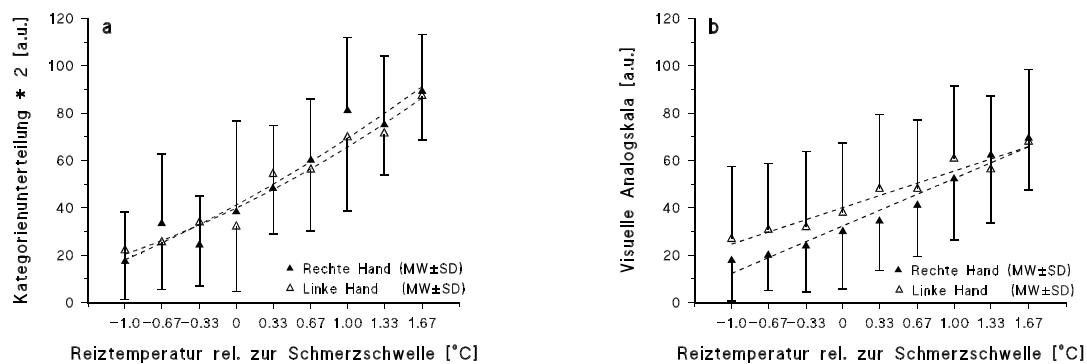 a
Kategorienunterteilung * 2 [a.u.]
120
100
80
60
40
20
0
▲ Rechte Hand (MW±SD)
△ Linke Hand (MW±SD)
−1.0 −0.67 −0.33 0 0.33 0.67 1.00 1.33 1.67
Reiztemperatur rel. zur Schmerzschwelle [°C]
b
Visuelle Analogskala [a.u.]
120
100
80
60
40
20
0
▲ Rechte Hand (MW±SD)
△ Linke Hand (MW±SD)
−1.0 −0.67 −0.33 0 0.33 0.67 1.00 1.33 1.67
Reiztemperatur rel. zur Schmerzschwelle [°C]